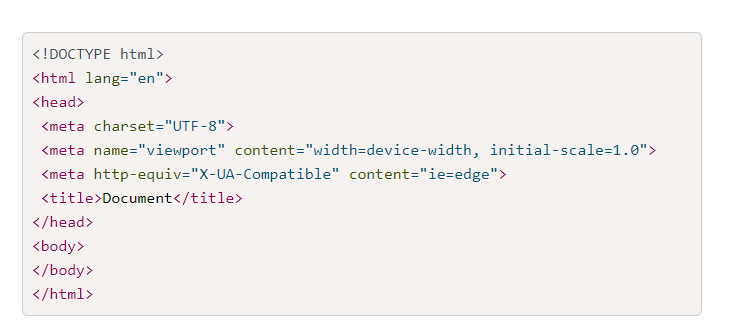 <!DOCTYPE html>
<html lang="en">
<head>
 <meta charset="UTF-8">
 <meta name="viewport" content="width=device-width, initial-scale=1.0">
 <meta http-equiv="X-UA-Compatible" content="ie=edge">
 <title>Document</title>
</head>
<body>
</body>
</html>